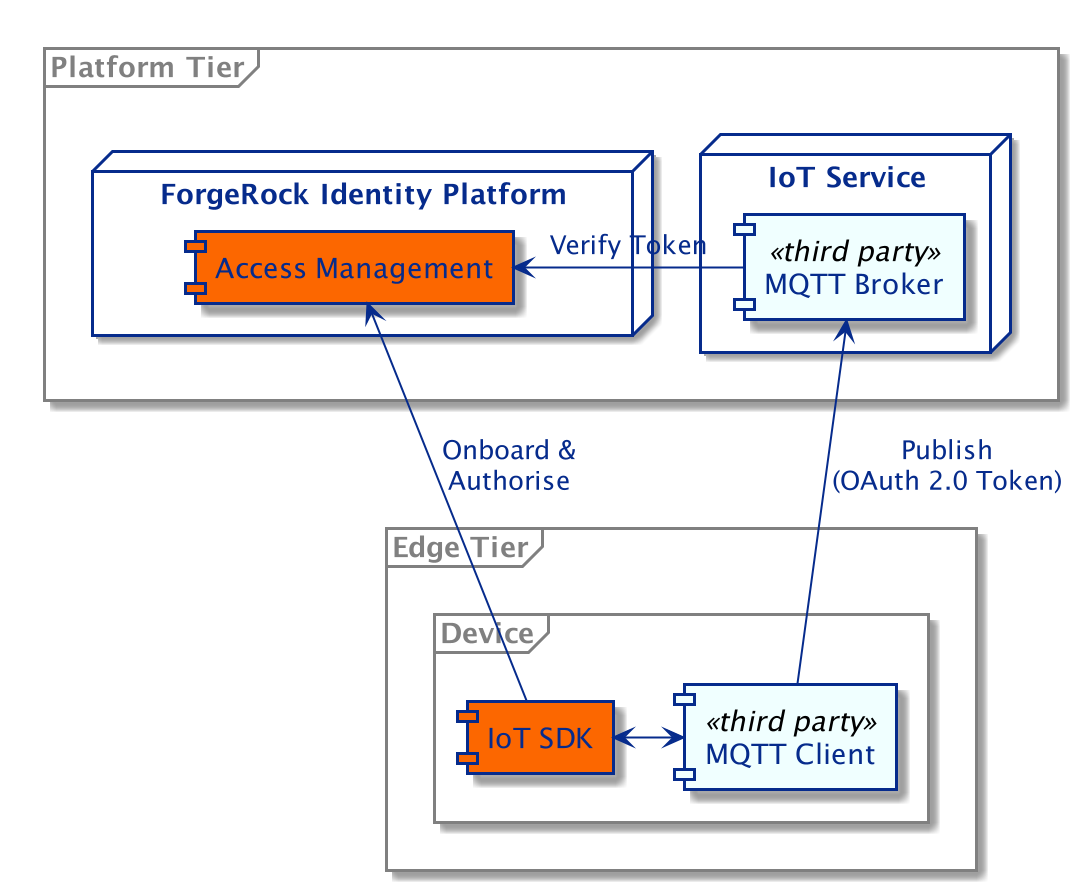 Platform Tier
ForgeRock Identity Platform
IoT Service
Access Management
Verify Token
«third party»
MQTT Broker
Onboard &
Authorise
Publish
(OAuth 2.0 Token)
Edge Tier
Device
IoT SDK
«third party»
MQTT Client